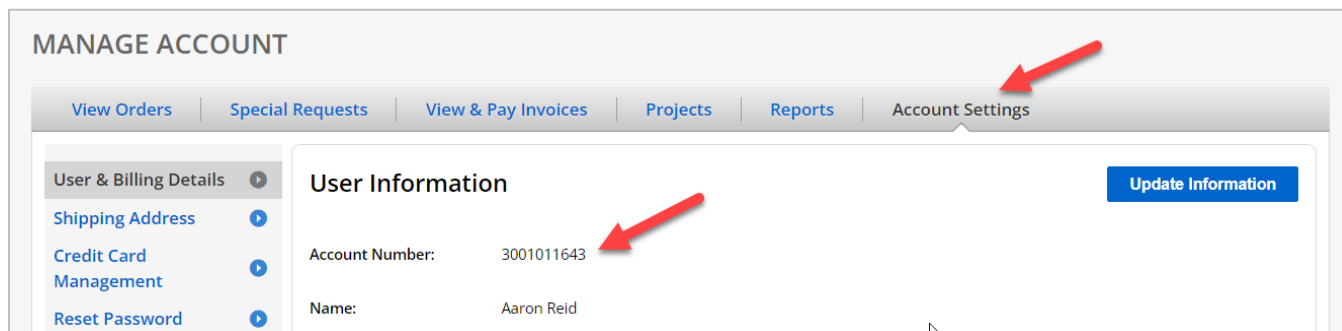 MANAGE ACCOUNT
View Orders Special Requests View & Pay Invoices Projects Reports Account Settings
User & Billing Details
Shipping Address
Credit Card
Management
Reset Password
User Information
Update Information
Account Number: 3001011643
Name: Aaron Reid